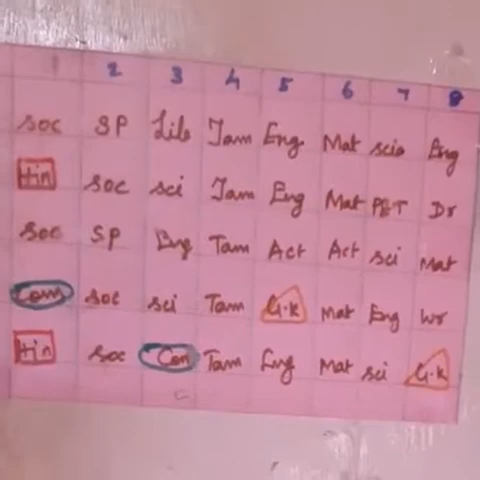 1 2 3 4 5 6 7 8
soc SP Lib Tam Eng Mat scio Eng
Hin soc sci Tam Eng Mat PET Dr
soc SP Eng Tam Act Act sci Mat
Com soc sci Tam G.K Mat Eng Wr
Hin soc Com Tam Eng Mat sci G.K